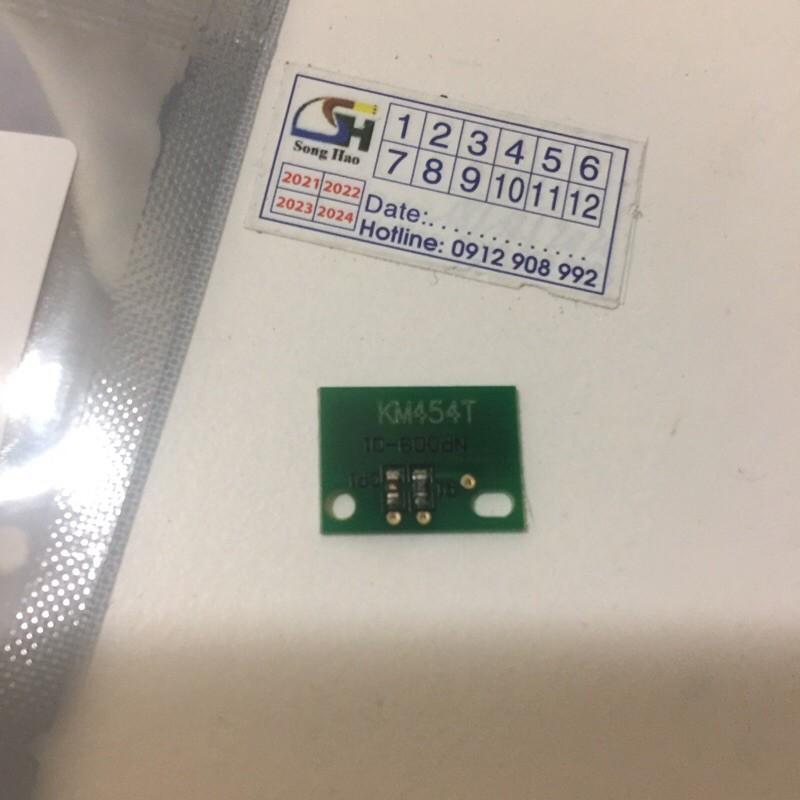 SH
Song Hao
1 2 3 4 5 6
7 8 9 10 11 12
2021 2022
2023 2024
Date:............
Hotline: 0912 908 992
KM454T